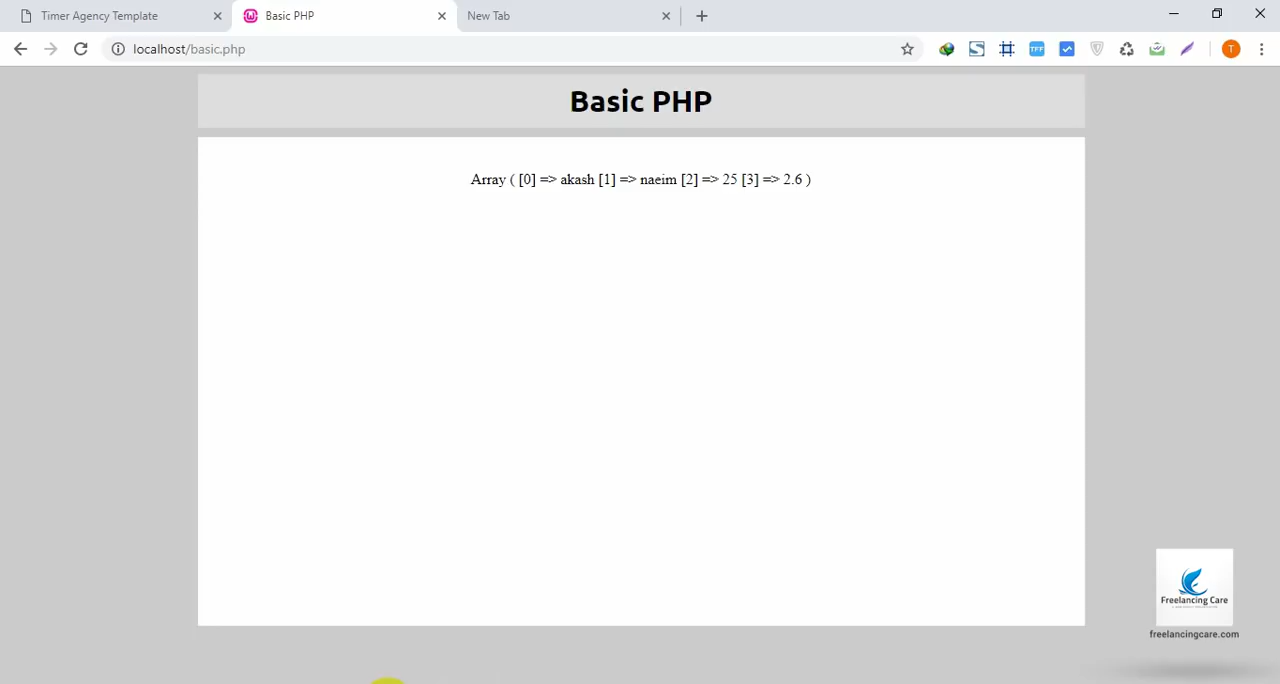 Timer Agency Template
Basic PHP
New Tab
localhost/basic.php
TFF
T
Basic PHP
Array ( [0] => akash [1] => naeim [2] => 25 [3] => 2.6 )
Freelancing Care
freelancingcare.com